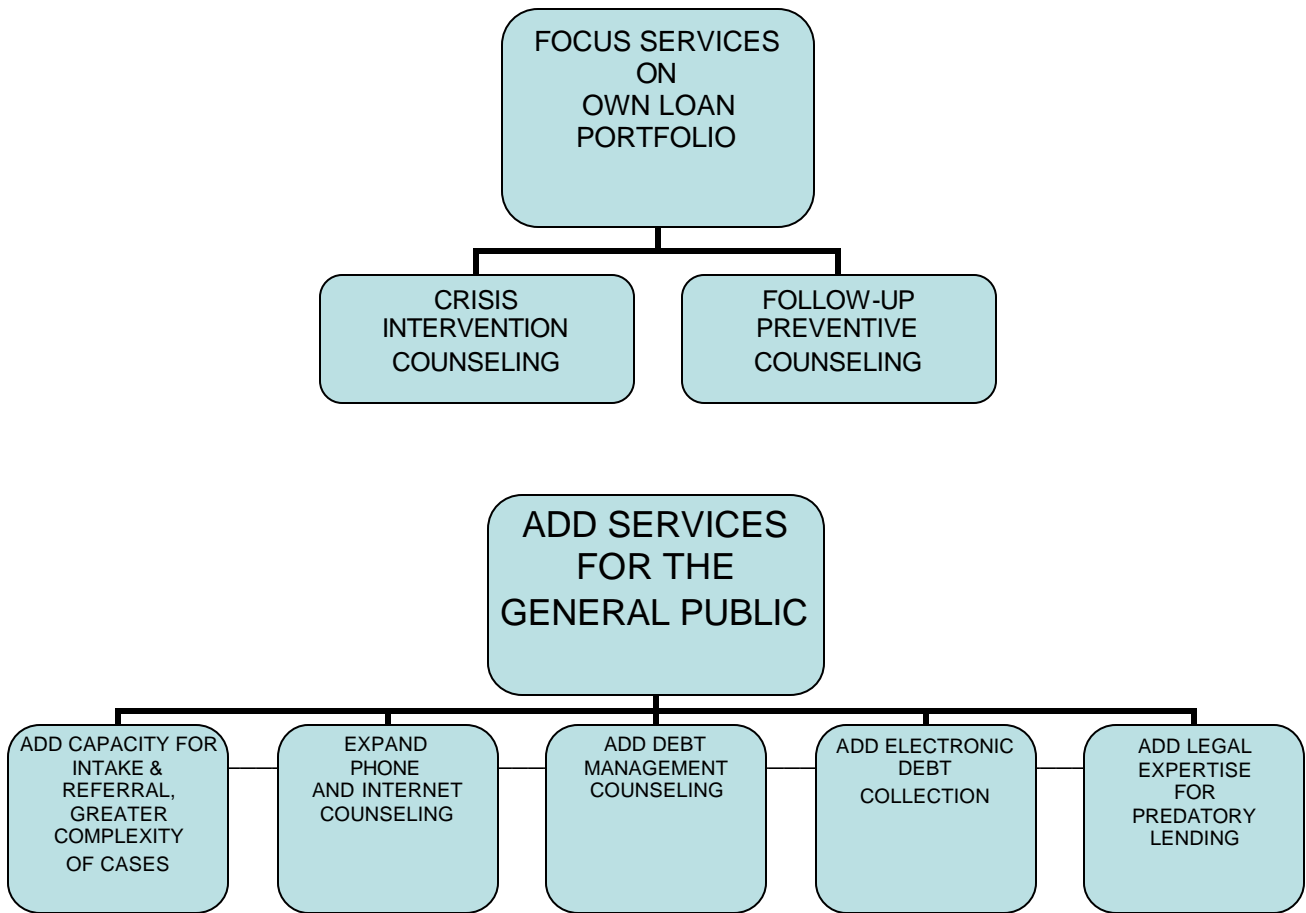 FOCUS SERVICES
ON
OWN LOAN
PORTFOLIO
CRISIS
INTERVENTION
COUNSELING
FOLLOW-UP
PREVENTIVE
COUNSELING
ADD SERVICES
FOR THE
GENERAL PUBLIC
ADD CAPACITY FOR
INTAKE &
REFERRAL,
GREATER
COMPLEXITY
OF CASES
EXPAND
PHONE
AND INTERNET
COUNSELING
ADD DEBT
MANAGEMENT
COUNSELING
ADD ELECTRONIC
DEBT
COLLECTION
ADD LEGAL
EXPERTISE
FOR
PREDATORY
LENDING